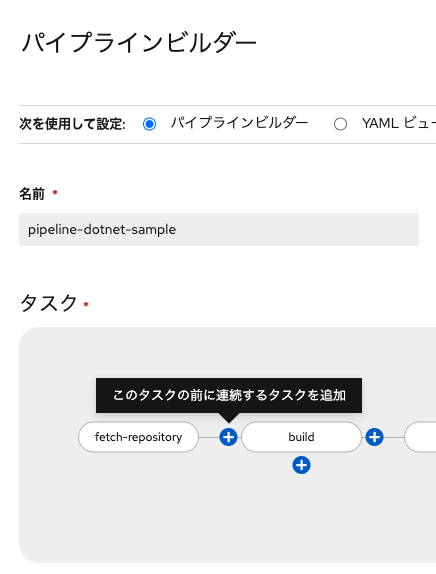 パイプラインビルダー
次を使用して設定: パイプラインビルダー YAML ビュー
名前 *
pipeline-dotnet-sample
タスク *
このタスクの前に連続するタスクを追加
fetch-repository build